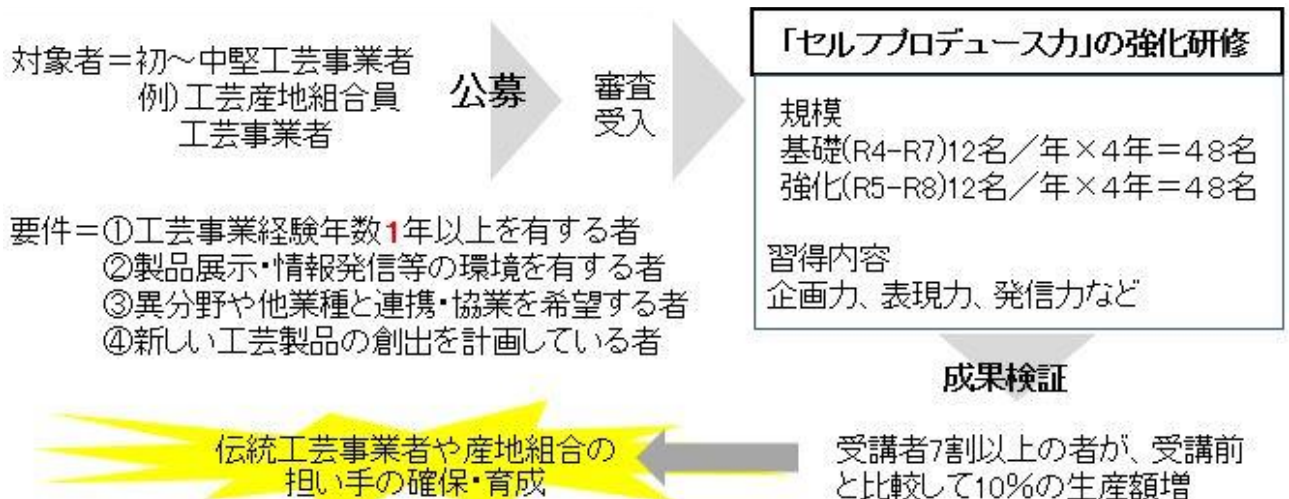 対象者＝初～中堅工芸事業者
例)工芸産地組合員
工芸事業者
公募
審査
受入
「セルフプロデュース力」の強化研修
規模
基礎(R4-R7)12名／年×4年＝48名
強化(R5-R8)12名／年×4年＝48名
習得内容
企画力、表現力、発信力など
要件＝①工芸事業経験年数1年以上を有する者
②製品展示・情報発信等の環境を有する者
③異分野や他業種と連携・協業を希望する者
④新しい工芸製品の創出を計画している者
成果検証
受講者7割以上の者が、受講前
と比較して10%の生産額増
伝統工芸事業者や産地組合の
担い手の確保・育成